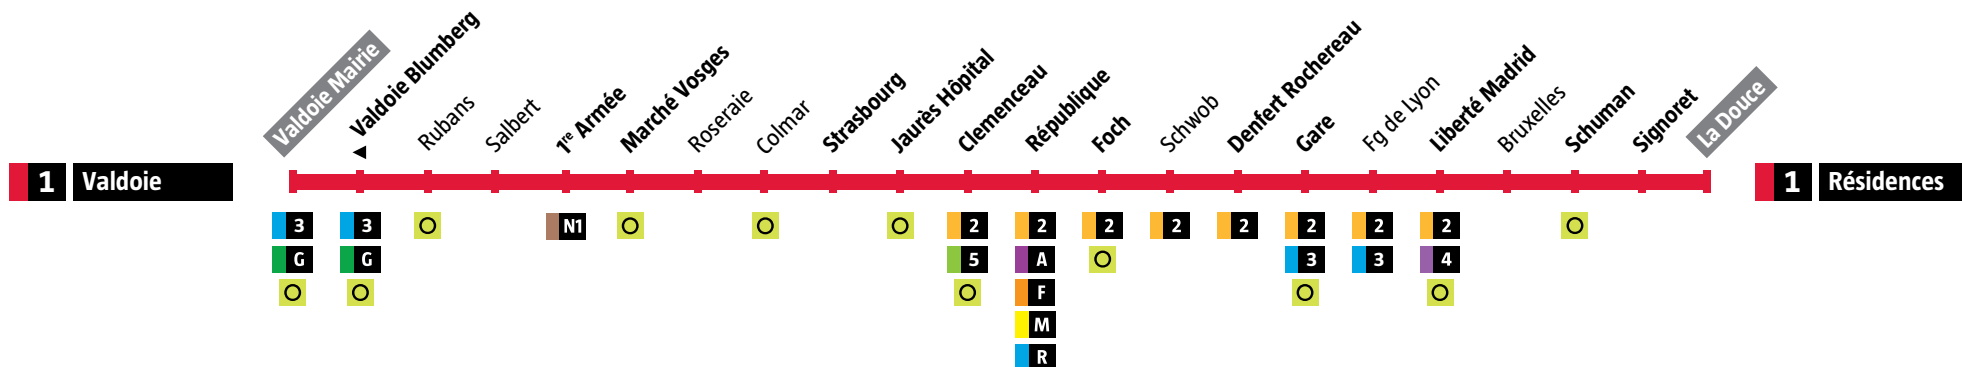 Valdoie Mairie
Valdoie Blumberg
Rubans
Salbert
1re Armée
Marché Vosges
Roseraie
Colmar
Strasbourg
Jaurès Hôpital
Clemenceau
République
Foch
Schwob
Denfert Rochereau
Gare
Fg de Lyon
Liberté Madrid
Bruxelles
Schuman
Signoret
La Douce
1 Valdoie
1 Résidences
3 3 N1 2 2 2 2 2 2 2 2
G G 5 A 3 3 4
F
M
R